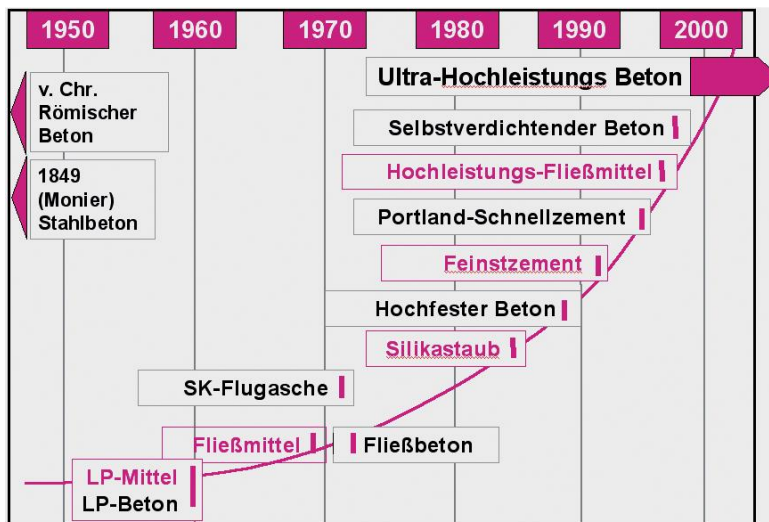 1950 1960 1970 1980 1990 2000
Ultra-Hochleistungs Beton
v. Chr.
Römischer
Beton
Selbstverdichtender Beton
1849
(Monier)
Stahlbeton
Hochleistungs-Fließmittel
Portland-Schnellzement
Feinstzement
Hochfester Beton
Silikastaub
SK-Flugasche
Fließmittel
Fließbeton
LP-Mittel
LP-Beton